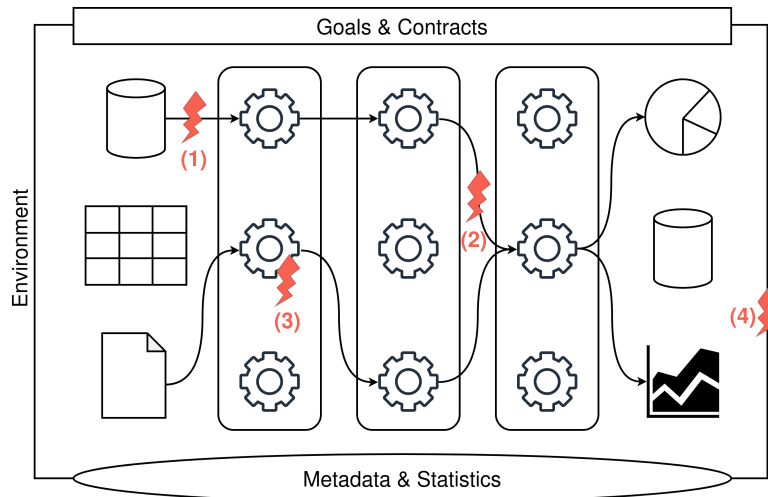 Goals & Contracts
(1)
Environment
(2)
(3)
(4)
Metadata & Statistics